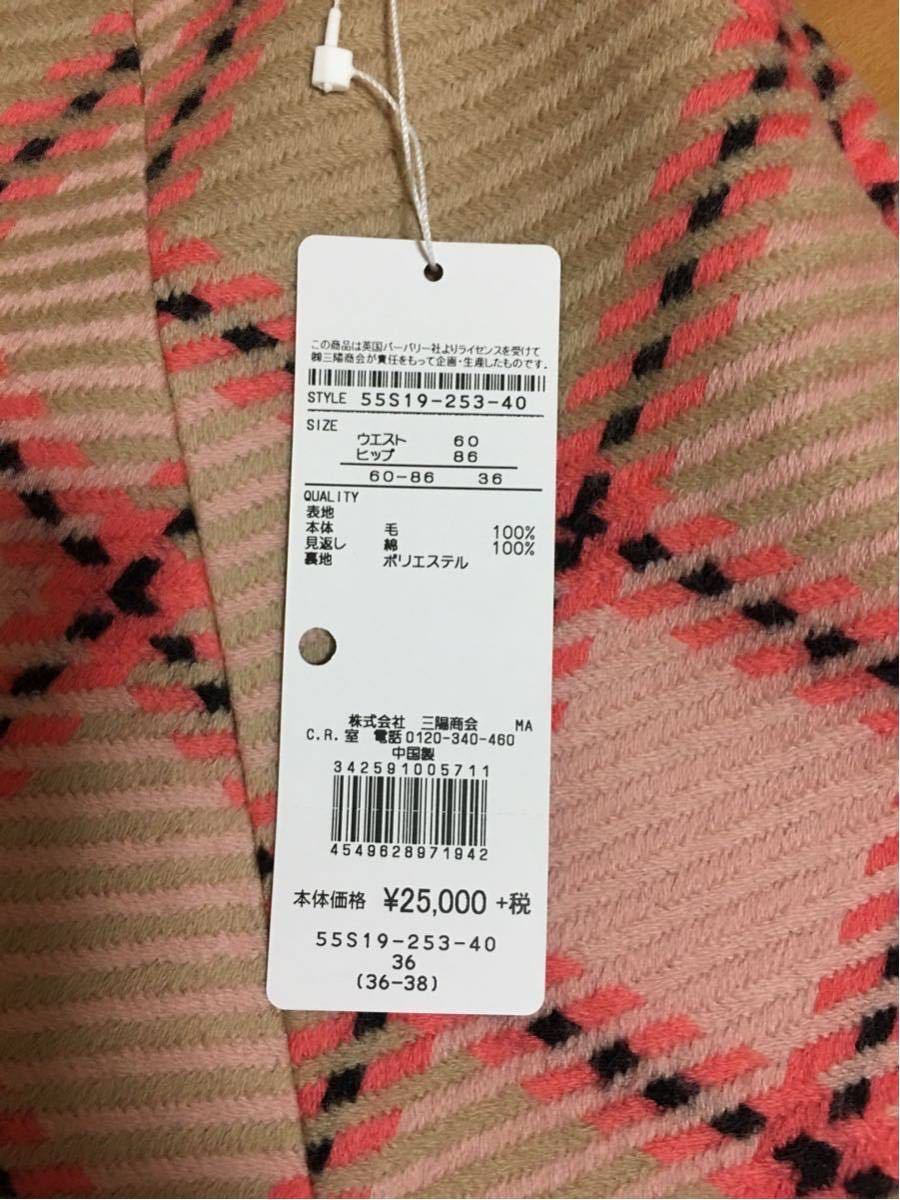 この商品は英国バーバリー社よりライセンスを受けて
㈱三陽商会が責任をもって企画・生産したものです。
STYLE 55S19-253-40
SIZE
ウエスト 60
ヒップ 86
60-86 36
QUALITY
表地
本体 毛 100%
見返し 綿 100%
裏地 ポリエステル
株式会社 三陽商会 MA
C.R.室 電話0120-340-460
中国製
342591005711
4549628971942
本体価格 ¥25,000 +税
55S19-253-40
36
(36-38)